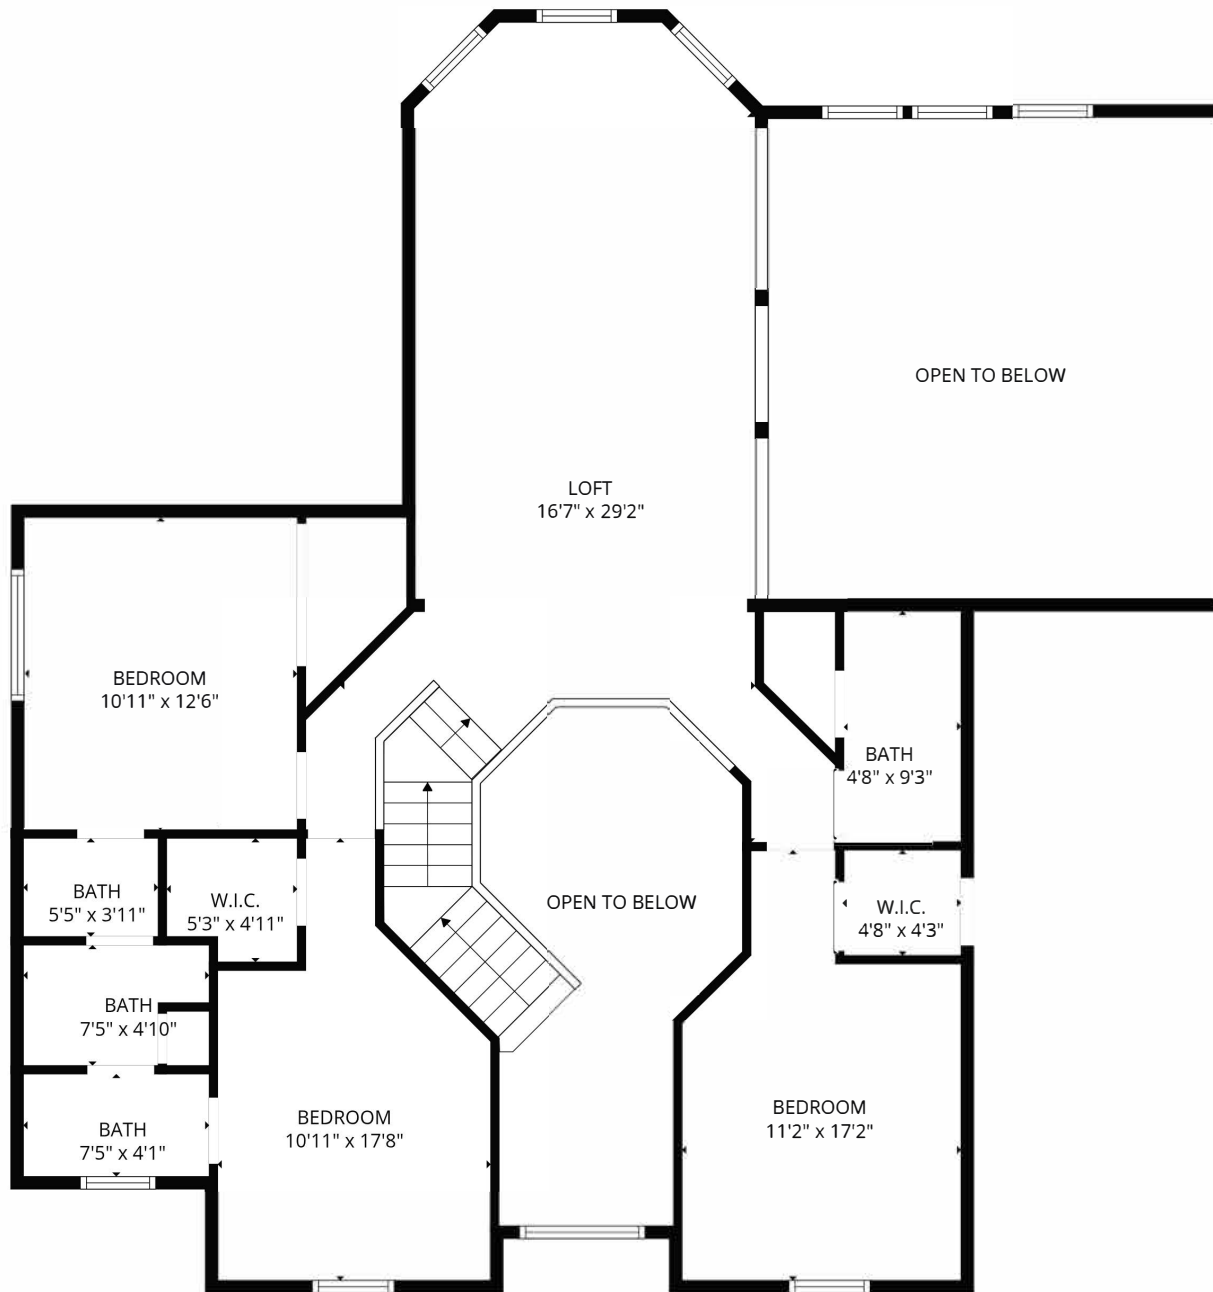 OPEN TO BELOW
LOFT
16'7" x 29'2"
BEDROOM
10'11" x 12'6"
BATH
4'8" x 9'3"
BATH
5'5" x 3'11"
W.I.C.
5'3" x 4'11"
OPEN TO BELOW
W.I.C.
4'8" x 4'3"
BATH
7'5" x 4'10"
BEDROOM
10'11" x 17'8"
BEDROOM
11'2" x 17'2"
BATH
7'5" x 4'1"